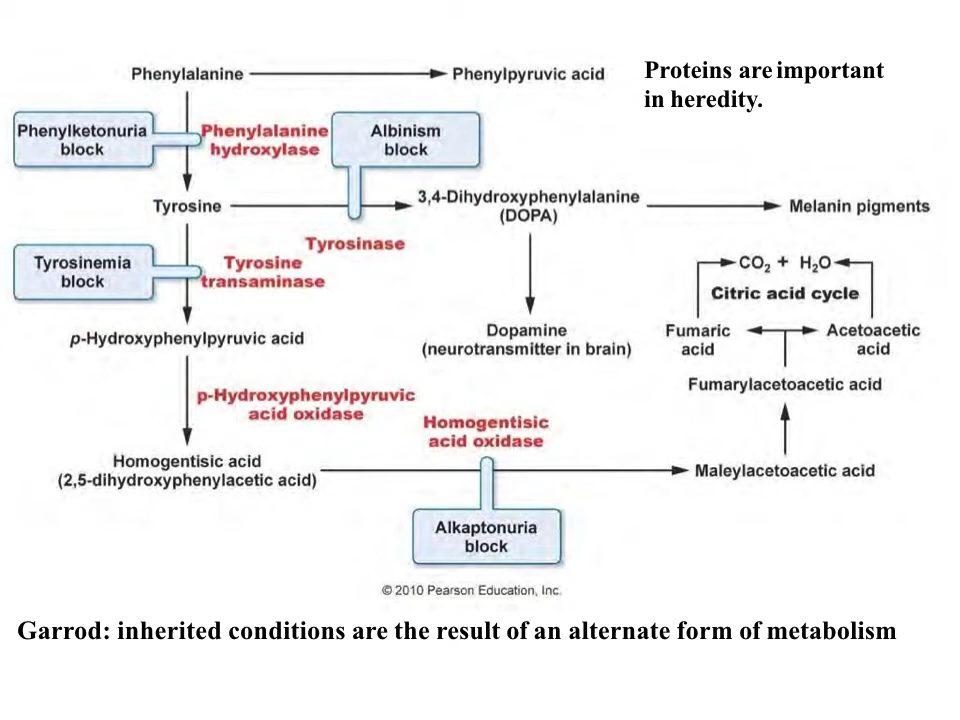 Phenylalanine
Phenylpyruvic acid
Proteins are important
in heredity.
Phenylketonuria
block
Phenylalanine
hydroxylase
Albinism
block
Tyrosine
3,4-Dihydroxyphenylalanine
(DOPA)
Melanin pigments
Tyrosinase
Tyrosinemia
block
Tyrosine
transaminase
CO₂ + H₂O
Citric acid cycle
p-Hydroxyphenylpyruvic acid
Dopamine
(neurotransmitter in brain)
Fumaric
acid
Acetoacetic
acid
Fumarylacetoacetic acid
p-Hydroxyphenylpyruvic
acid oxidase
Homogentisic
acid oxidase
Homogentisic acid
(2,5-dihydroxyphenylacetic acid)
Maleylacetoacetic acid
Alkaptonuria
block
© 2010 Pearson Education, Inc.
Garrod: inherited conditions are the result of an alternate form of metabolism